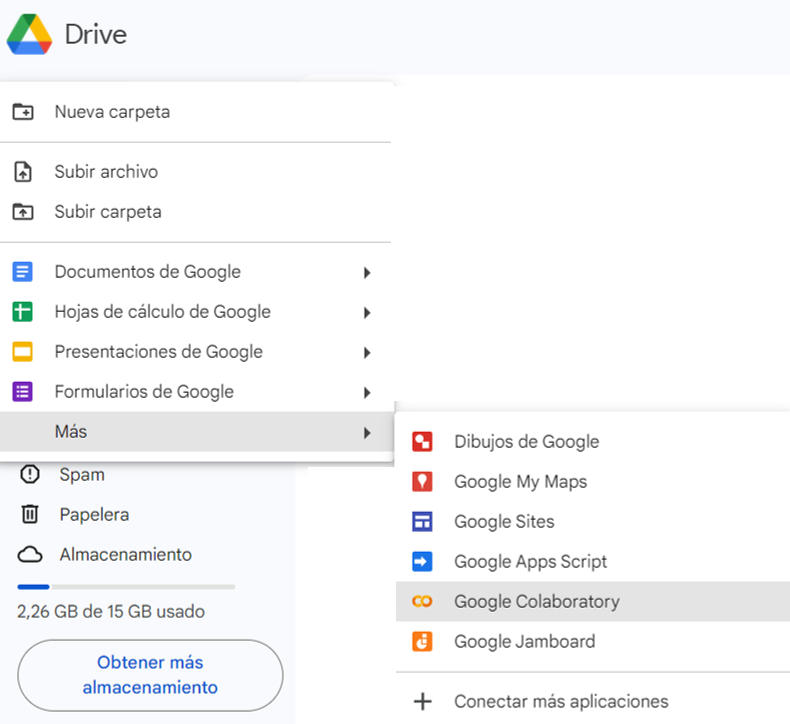 Drive
Nueva carpeta
Subir archivo
Subir carpeta
Documentos de Google
Hojas de cálculo de Google
Presentaciones de Google
Formularios de Google
Más
Spam
Papelera
Almacenamiento
2,26 GB de 15 GB usado
Obtener más
almacenamiento
Dibujos de Google
Google My Maps
Google Sites
Google Apps Script
Google Colaboratory
Google Jamboard
Conectar más aplicaciones